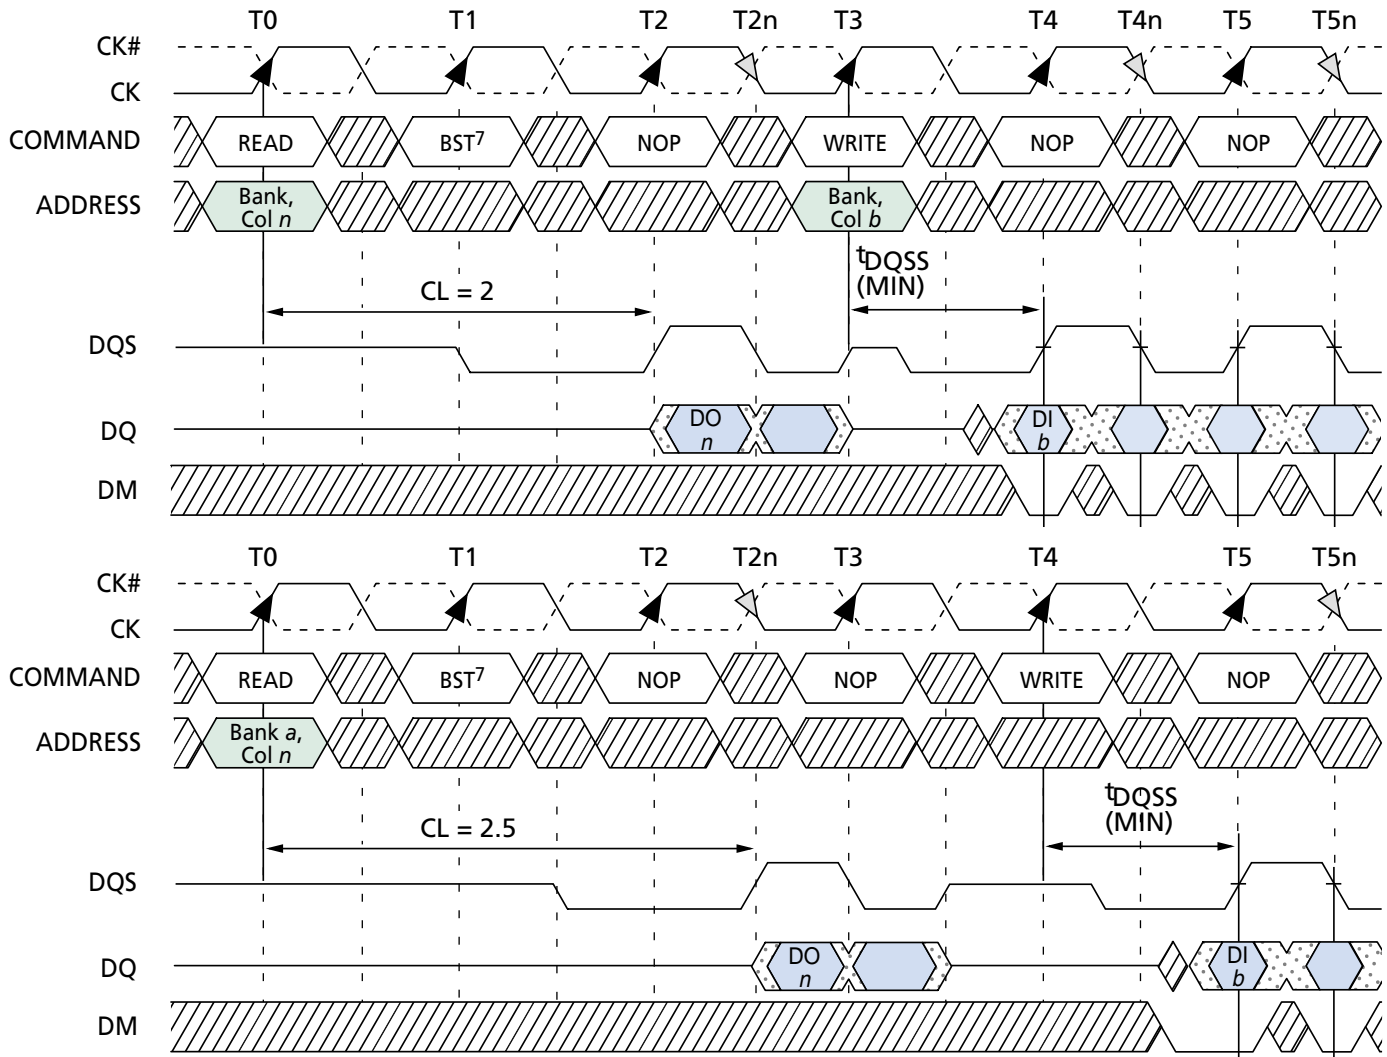 T0 T1 T2 T2n T3 T4 T4n T5 T5n
CK#
CK
COMMAND READ BST7 NOP WRITE NOP NOP
ADDRESS Bank, Col n Bank, Col b
tDQSS
(MIN)
CL = 2
DQS
DQ DO n DI b
DM
T0 T1 T2 T2n T3 T4 T5 T5n
CK#
CK
COMMAND READ BST7 NOP NOP WRITE NOP
ADDRESS Bank a, Col n
tDQSS
(MIN)
CL = 2.5
DQS
DQ DO n DI b
DM